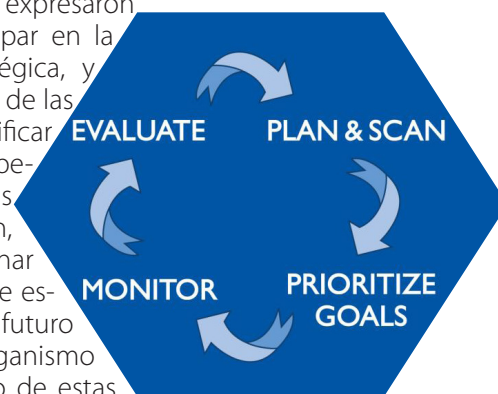 expresaron
par en la
égica, y
de las
ificar
pe-
s
n,
nar
e es-
futuro
ganismo
o de estas
EVALUATE
PLAN & SCAN
PRIORITIZE
GOALS
MONITOR